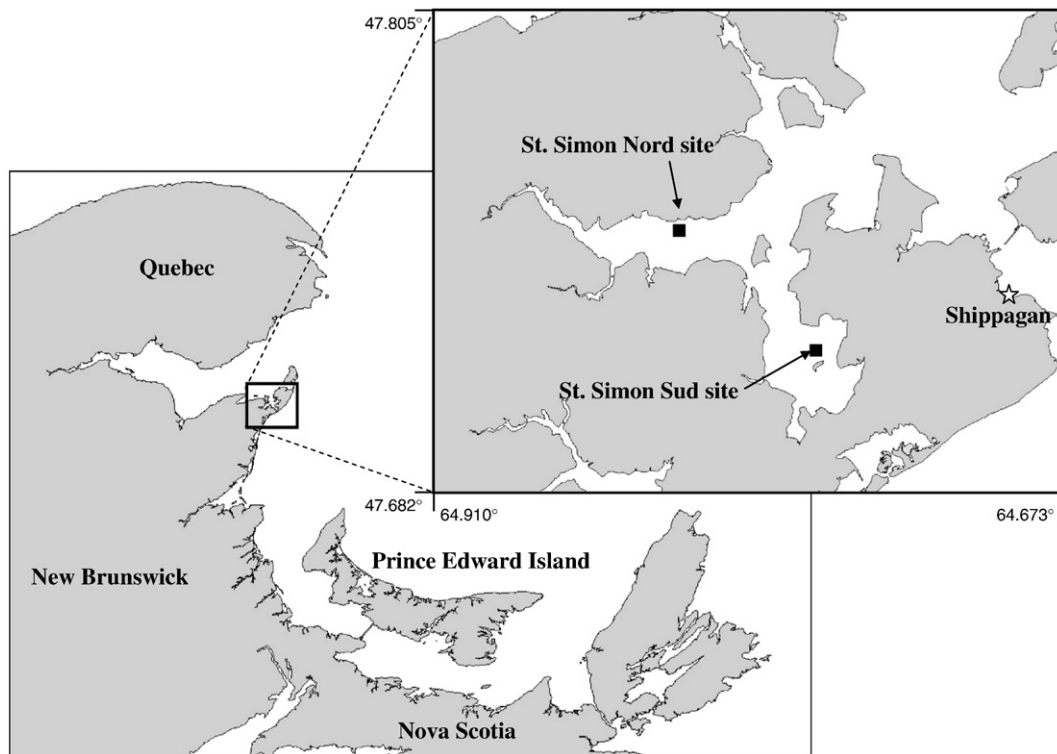 47.805°
St. Simon Nord site
Quebec
Shippagan
St. Simon Sud site
47.682°
64.910°
64.673°
Prince Edward Island
New Brunswick
Nova Scotia